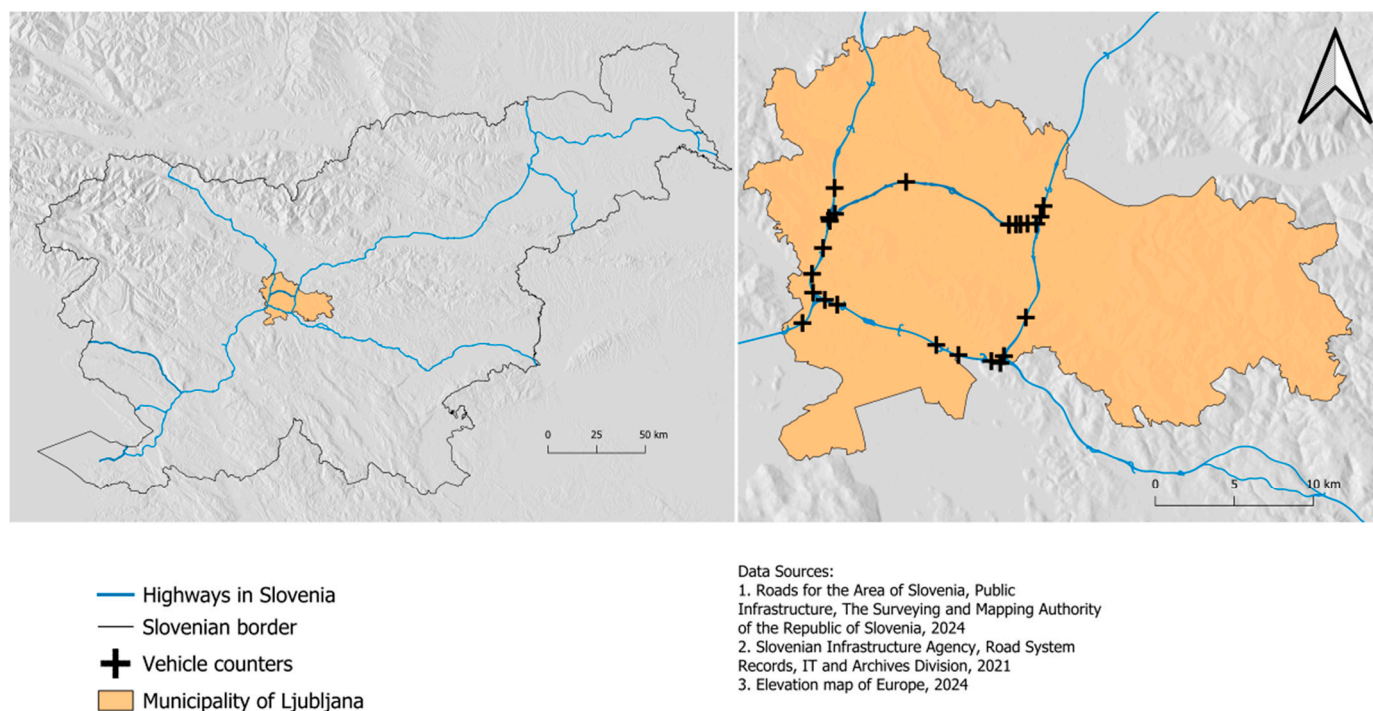 0 25 50 km
0 5 10 km
Highways in Slovenia
Slovenian border
Vehicle counters
Municipality of Ljubljana
Data Sources:
1. Roads for the Area of Slovenia, Public
Infrastructure, The Surveying and Mapping Authority
of the Republic of Slovenia, 2024
2. Slovenian Infrastructure Agency, Road System
Records, IT and Archives Division, 2021
3. Elevation map of Europe, 2024